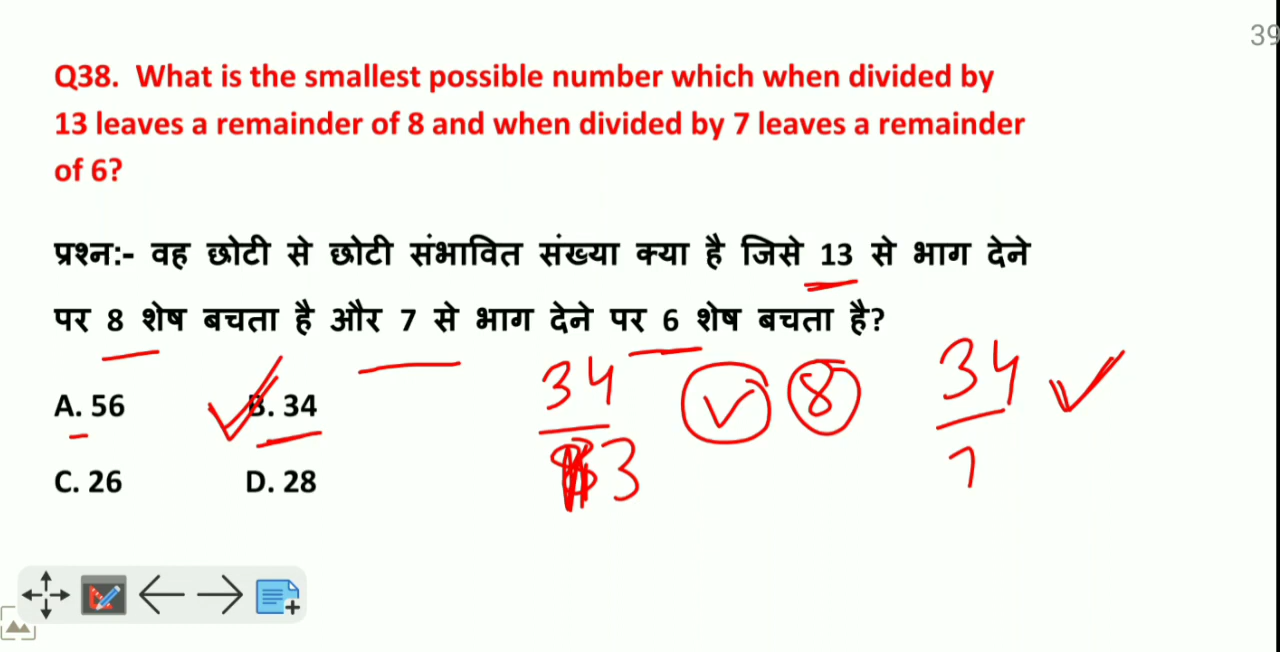 39
Q38. What is the smallest possible number which when divided by
13 leaves a remainder of 8 and when divided by 7 leaves a remainder
of 6?
प्रश्न:- वह छोटी से छोटी संभावित संख्या क्या है जिसे 13 से भाग देने
पर 8 शेष बचता है और 7 से भाग देने पर 6 शेष बचता है?
A. 56 B. 34
C. 26 D. 28
34 8 34
3 7